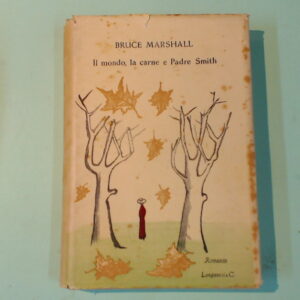 BRUCE MARSHALL
Il mondo, la carne e Padre Smith
Romanzo
Longanesi & C.